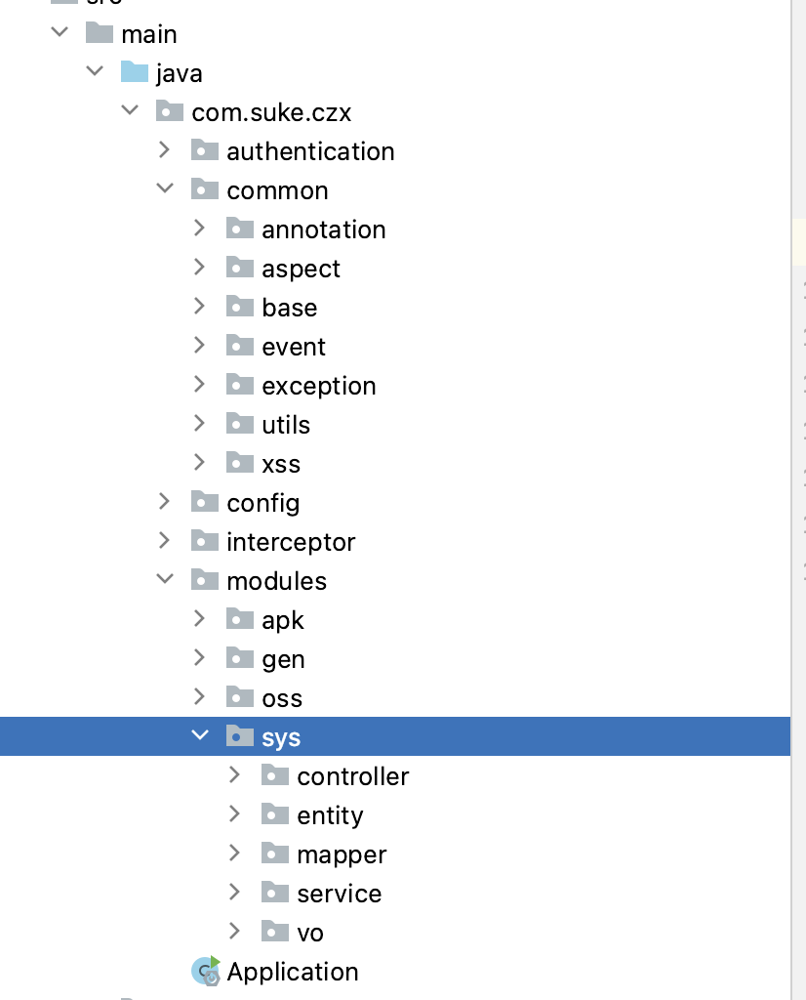 src
main
java
com.suke.czx
authentication
common
annotation
aspect
base
event
exception
utils
xss
config
interceptor
modules
apk
gen
oss
sys
controller
entity
mapper
service
vo
Application